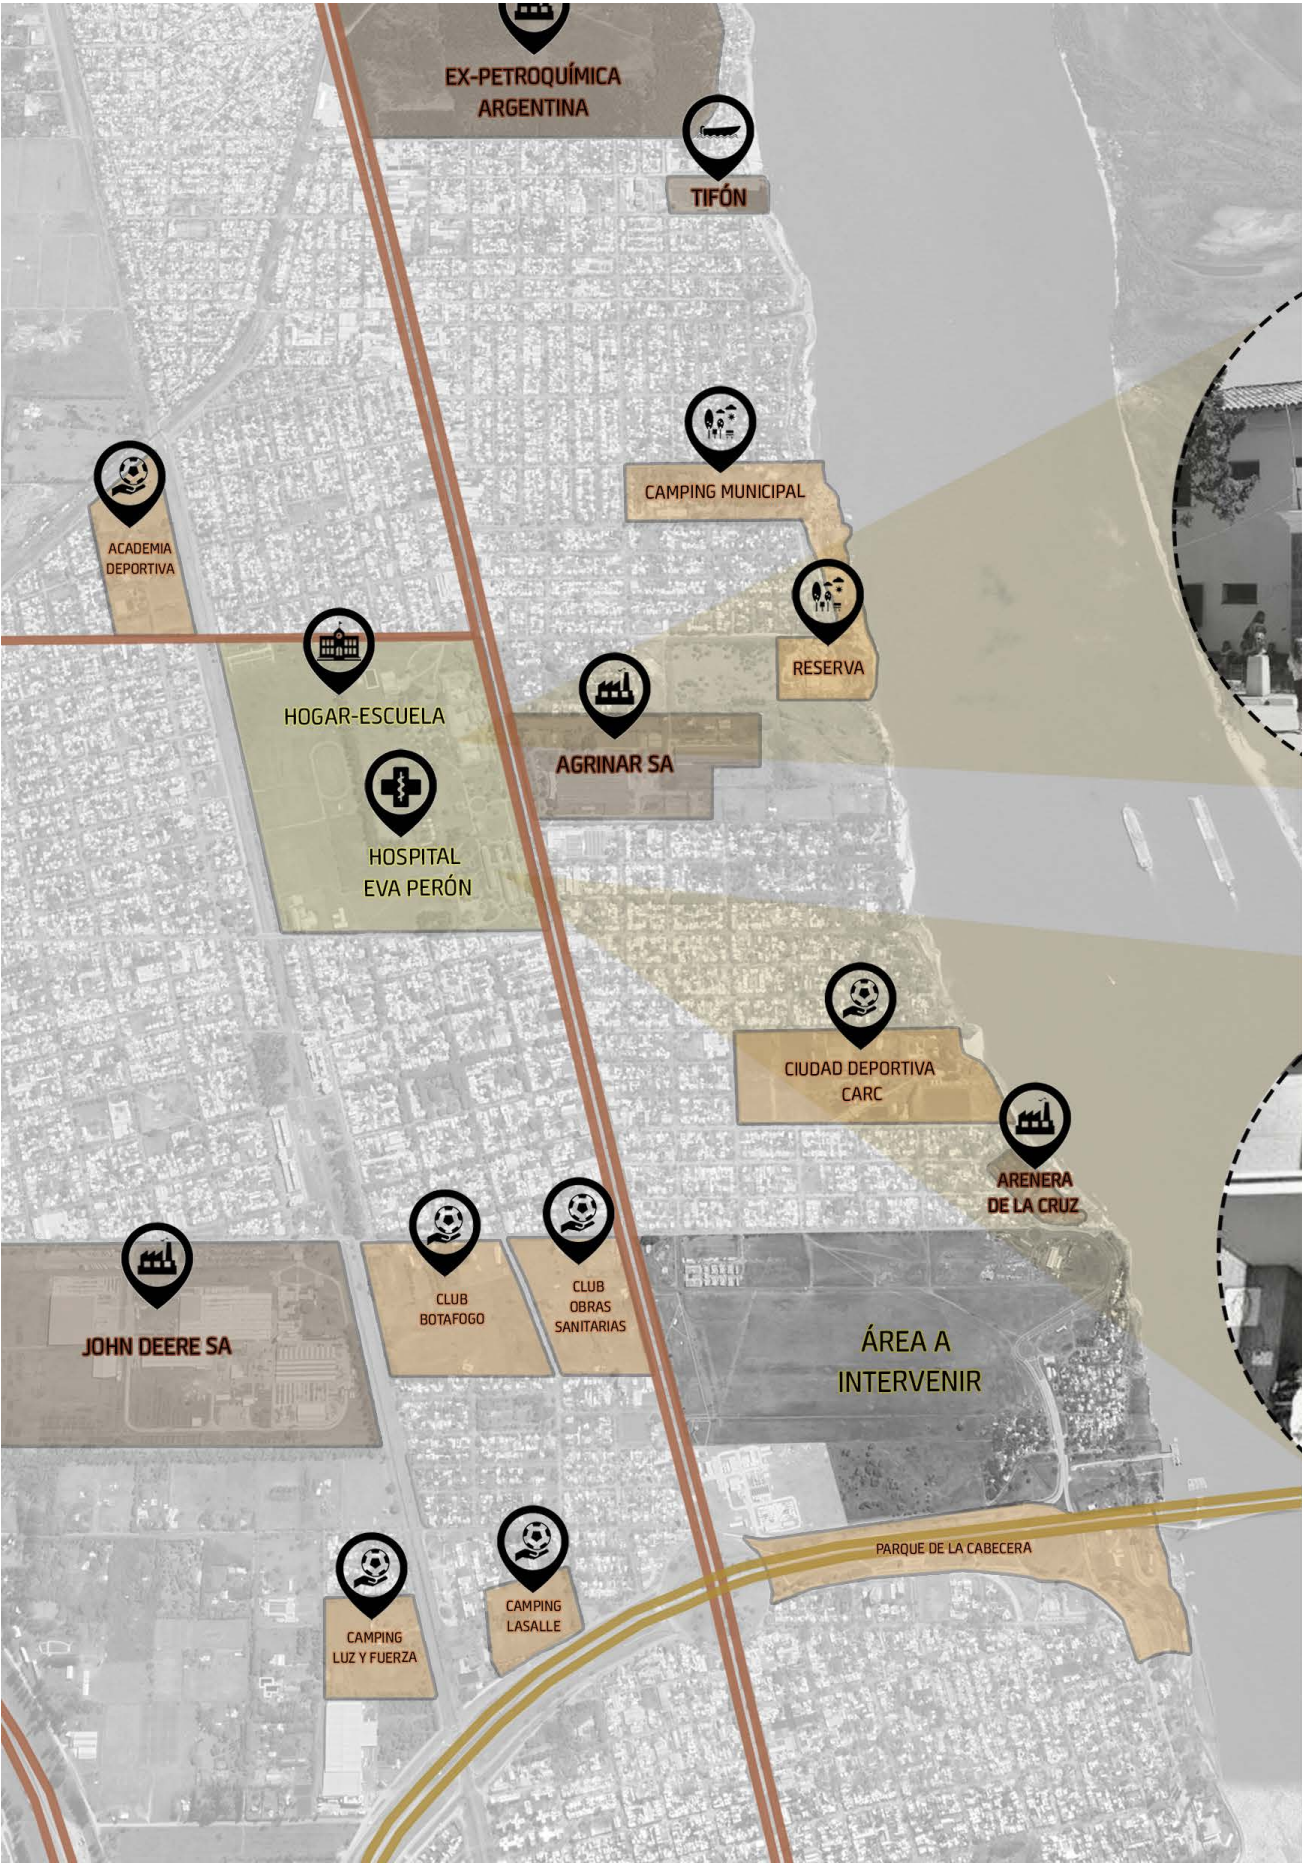 EX-PETROQUÍMICA
ARGENTINA
TIFÓN
CAMPING MUNICIPAL
ACADEMIA
DEPORTIVA
RESERVA
HOGAR-ESCUELA
AGRINAR SA
HOSPITAL
EVA PERÓN
CIUDAD DEPORTIVA
CARC
ARENERA
DE LA CRUZ
CLUB
BOTAFOGO
CLUB
OBRAS
SANITARIAS
JOHN DEERE SA
ÁREA A
INTERVENIR
PARQUE DE LA CABECERA
CAMPING
LASALLE
CAMPING
LUZ Y FUERZA